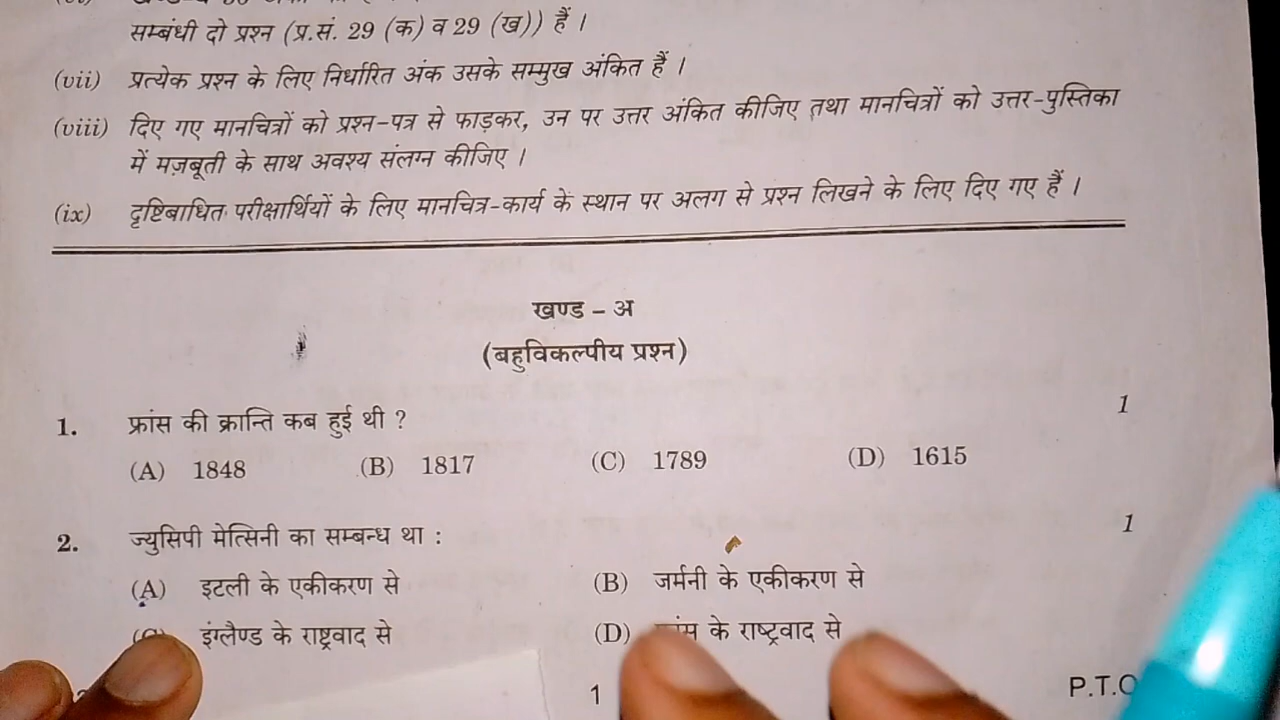 सम्बंधी दो प्रश्न (प्र.सं. 29 (क) व 29 (ख)) हैं ।
(vii) प्रत्येक प्रश्न के लिए निर्धारित अंक उसके सम्मुख अंकित हैं ।
(viii) दिए गए मानचित्रों को प्रश्न-पत्र से फाड़कर, उन पर उत्तर अंकित कीजिए तथा मानचित्रों को उत्तर-पुस्तिका
में मज़बूती के साथ अवश्य संलग्न कीजिए ।
(ix) दृष्टिबाधित परीक्षार्थियों के लिए मानचित्र-कार्य के स्थान पर अलग से प्रश्न लिखने के लिए दिए गए हैं ।
खण्ड – अ
(बहुविकल्पीय प्रश्न)
1. फ्रांस की क्रान्ति कब हुई थी ? 1
(A) 1848 (B) 1817 (C) 1789 (D) 1615
2. ज्युसिपी मेत्सिनी का सम्बन्ध था : 1
(A) इटली के एकीकरण से (B) जर्मनी के एकीकरण से
इंग्लैण्ड के राष्ट्रवाद से (D) के राष्ट्रवाद से
1 P.T.O